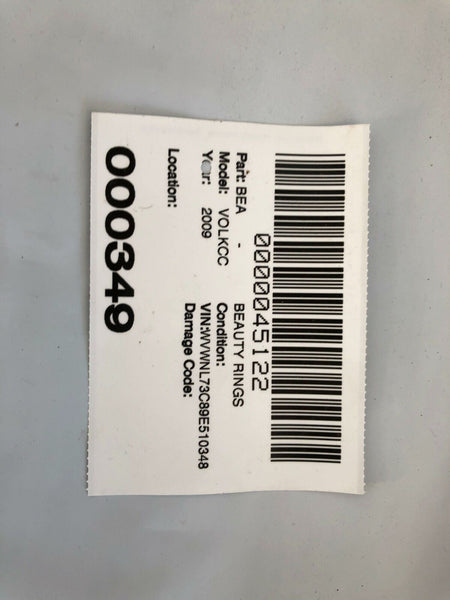 0000045122
Part: BEA - BEAUTY RINGS
Model: VOLKCC Condition:
Year: 2009 VIN:WVWNL73C89E510348
Damage Code:
Location:
000349